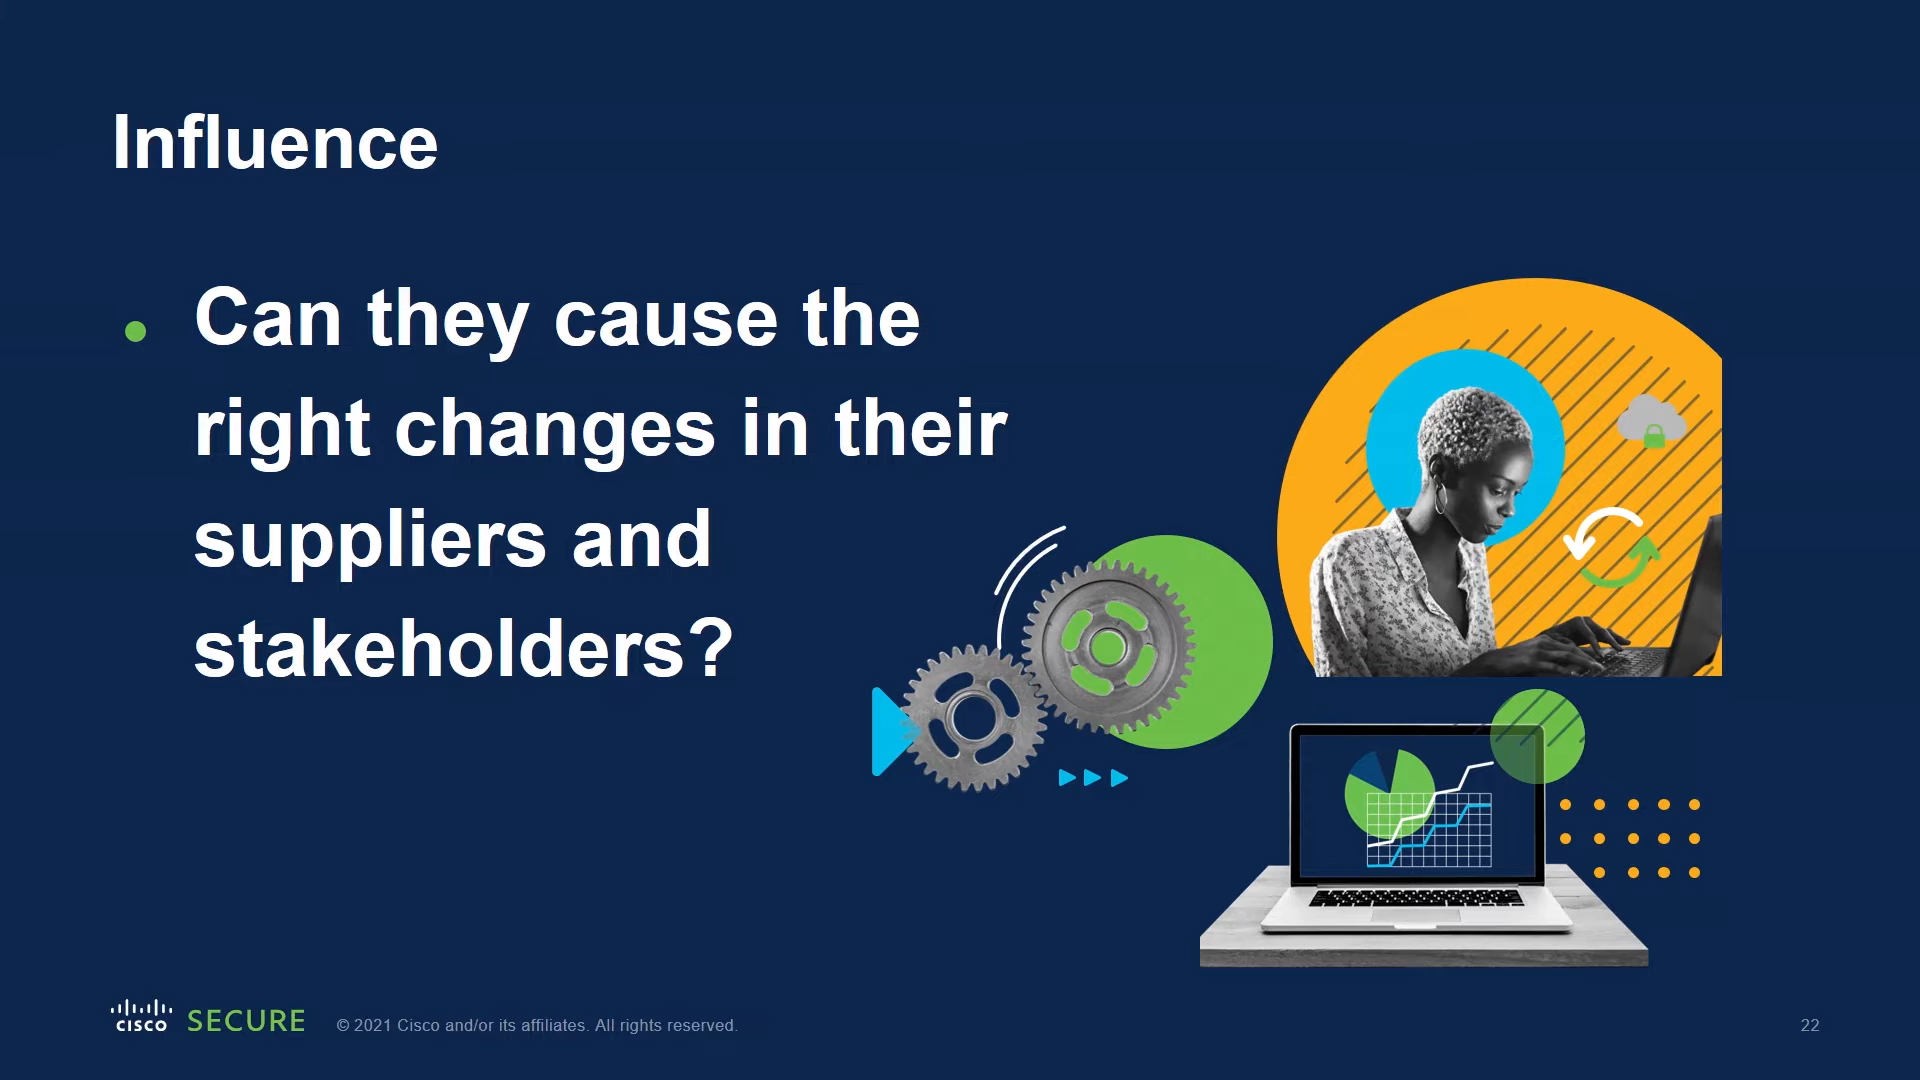 Influence
Can they cause the
right changes in their
suppliers and
stakeholders?
CISCO SECURE © 2021 Cisco and/or its affiliates. All rights reserved. 22